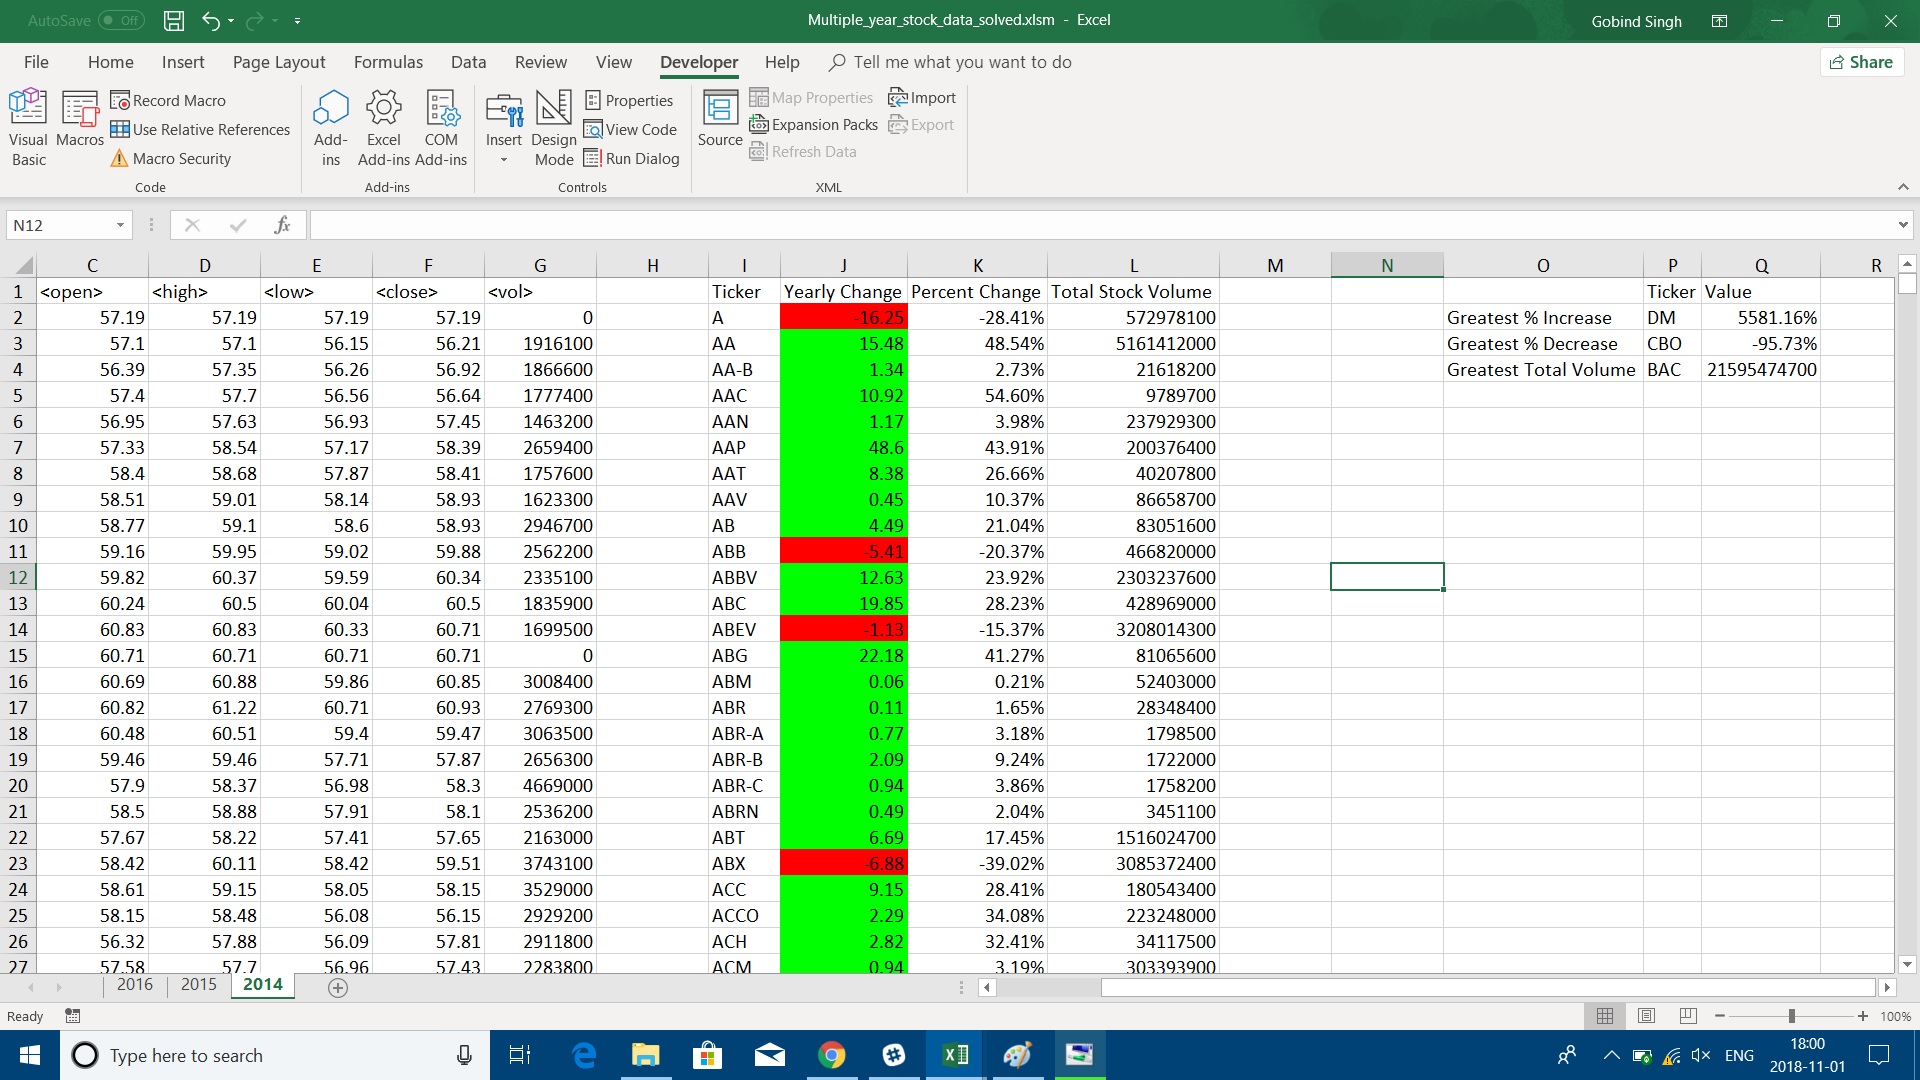 AutoSave Off Multiple_year_stock_data_solved.xlsm - Excel Gobind Singh
File Home Insert Page Layout Formulas Data Review View Developer Help Tell me what you want to do Share
Visual Basic
Macros
Record Macro
Use Relative References
Macro Security
Code
Add-ins
Excel Add-ins
COM Add-ins
Add-ins
Insert
Design Mode
Properties
View Code
Run Dialog
Controls
Source
Map Properties
Expansion Packs
Refresh Data
Import
Export
XML
N12 fx
C D E F G H I J K L M N O P Q R
1 <open> <high> <low> <close> <vol> Ticker Yearly Change Percent Change Total Stock Volume Ticker Value
2 57.19 57.19 57.19 57.19 0 A -16.25 -28.41% 572978100 Greatest % Increase DM 5581.16%
3 57.1 57.1 56.15 56.21 1916100 AA 15.48 48.54% 5161412000 Greatest % Decrease CBO -95.73%
4 56.39 57.35 56.26 56.92 1866600 AA-B 1.34 2.73% 21618200 Greatest Total Volume BAC 21595474700
5 57.4 57.7 56.56 56.64 1777400 AAC 10.92 54.60% 9789700
6 56.95 57.63 56.93 57.45 1463200 AAN 1.17 3.98% 237929300
7 57.33 58.54 57.17 58.39 2659400 AAP 48.6 43.91% 200376400
8 58.4 58.68 57.87 58.41 1757600 AAT 8.38 26.66% 40207800
9 58.51 59.01 58.14 58.93 1623300 AAV 0.45 10.37% 86658700
10 58.77 59.1 58.6 58.93 2946700 AB 4.49 21.04% 83051600
11 59.16 59.95 59.02 59.88 2562200 ABB -5.41 -20.37% 466820000
12 59.82 60.37 59.59 60.34 2335100 ABBV 12.63 23.92% 2303237600
13 60.24 60.5 60.04 60.5 1835900 ABC 19.85 28.23% 428969000
14 60.83 60.83 60.33 60.71 1699500 ABEV -1.13 -15.37% 3208014300
15 60.71 60.71 60.71 60.71 0 ABG 22.18 41.27% 81065600
16 60.69 60.88 59.86 60.85 3008400 ABM 0.06 0.21% 52403000
17 60.82 61.22 60.71 60.93 2769300 ABR 0.11 1.65% 28348400
18 60.48 60.51 59.4 59.47 3063500 ABR-A 0.77 3.18% 1798500
19 59.46 59.46 57.71 57.87 2656300 ABR-B 2.09 9.24% 1722000
20 57.9 58.37 56.98 58.3 4669000 ABR-C 0.94 3.86% 1758200
21 58.5 58.88 57.91 58.1 2536200 ABRN 0.49 2.04% 3451100
22 57.67 58.22 57.41 57.65 2163000 ABT 6.69 17.45% 1516024700
23 58.42 60.11 58.42 59.51 3743100 ABX -6.88 -39.02% 3085372400
24 58.61 59.15 58.05 58.15 3529000 ACC 9.15 28.41% 180543400
25 58.15 58.48 56.08 56.15 2929200 ACCO 2.29 34.08% 223248000
26 56.32 57.88 56.09 57.81 2911800 ACH 2.82 32.41% 34117500
27 57.58 57.7 56.96 57.43 2283800 ACM 0.94 3.19% 303393900
2016 2015 2014
Ready 100%
Type here to search ENG 18:00
2018-11-01